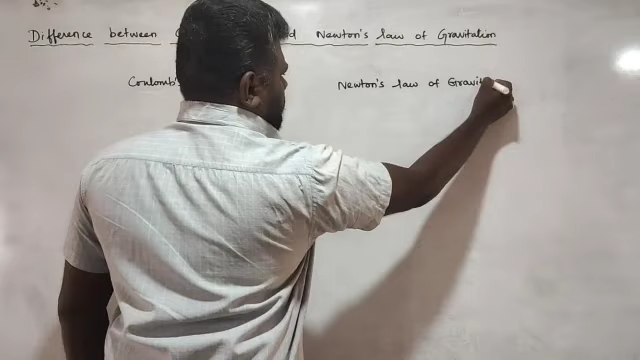 Difference between d Newton's law of Gravitation
Coulomb's Newton's law of Gravit